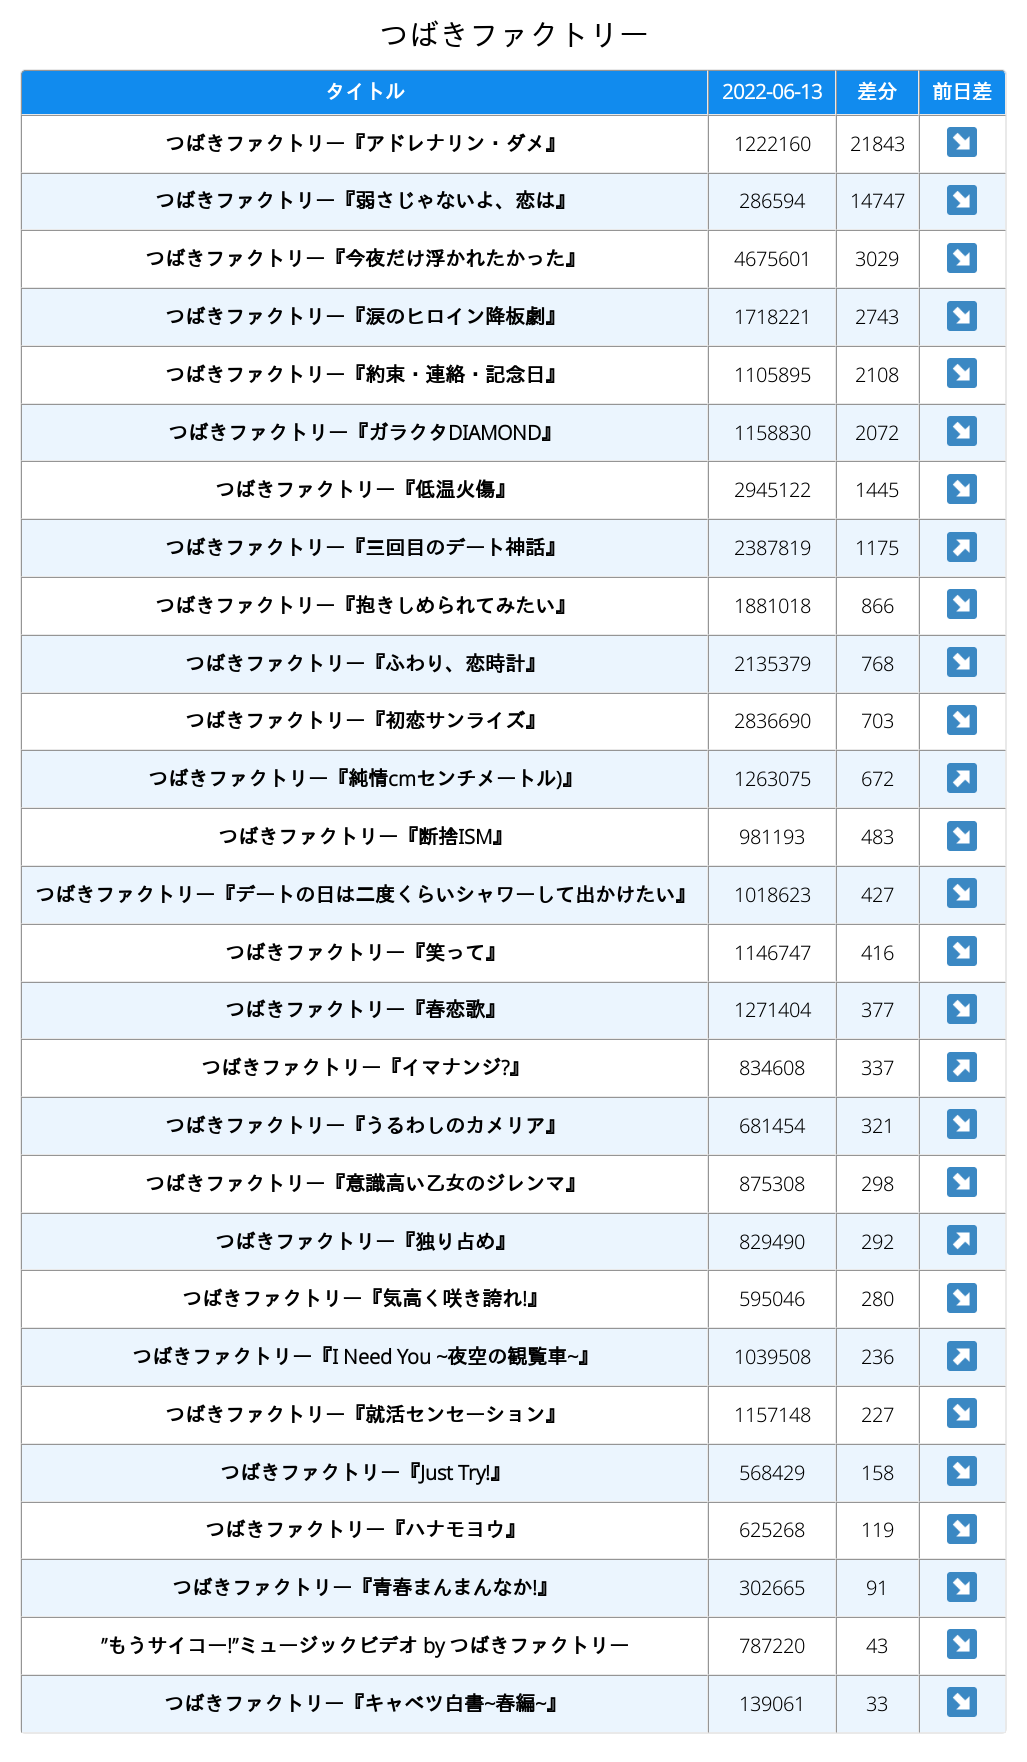 つばきファクトリー
タイトル 2022-06-13 差分 前日差
つばきファクトリー『アドレナリン・ダメ』 1222160 21843 ↘
つばきファクトリー『弱さじゃないよ、恋は』 286594 14747 ↘
つばきファクトリー『今夜だけ浮かれたかった』 4675601 3029 ↘
つばきファクトリー『涙のヒロイン降板劇』 1718221 2743 ↘
つばきファクトリー『約束・連絡・記念日』 1105895 2108 ↘
つばきファクトリー『ガラクタDIAMOND』 1158830 2072 ↘
つばきファクトリー『低温火傷』 2945122 1445 ↘
つばきファクトリー『三回目のデート神話』 2387819 1175 ↗
つばきファクトリー『抱きしめられてみたい』 1881018 866 ↘
つばきファクトリー『ふわり、恋時計』 2135379 768 ↘
つばきファクトリー『初恋サンライズ』 2836690 703 ↘
つばきファクトリー『純情cmセンチメートル)』 1263075 672 ↗
つばきファクトリー『断捨ISM』 981193 483 ↘
つばきファクトリー『デートの日は二度くらいシャワーして出かけたい』 1018623 427 ↘
つばきファクトリー『笑って』 1146747 416 ↘
つばきファクトリー『春恋歌』 1271404 377 ↘
つばきファクトリー『イマナンジ?』 834608 337 ↗
つばきファクトリー『うるわしのカメリア』 681454 321 ↘
つばきファクトリー『意識高い乙女のジレンマ』 875308 298 ↘
つばきファクトリー『独り占め』 829490 292 ↗
つばきファクトリー『気高く咲き誇れ!』 595046 280 ↘
つばきファクトリー『I Need You ~夜空の観覧車~』 1039508 236 ↗
つばきファクトリー『就活センセーション』 1157148 227 ↘
つばきファクトリー『Just Try!』 568429 158 ↘
つばきファクトリー『ハナモヨウ』 625268 119 ↘
つばきファクトリー『青春まんまんなか!』 302665 91 ↘
”もうサイコー!”ミュージックビデオ by つばきファクトリー 787220 43 ↘
つばきファクトリー『キャベツ白書~春編~』 139061 33 ↘